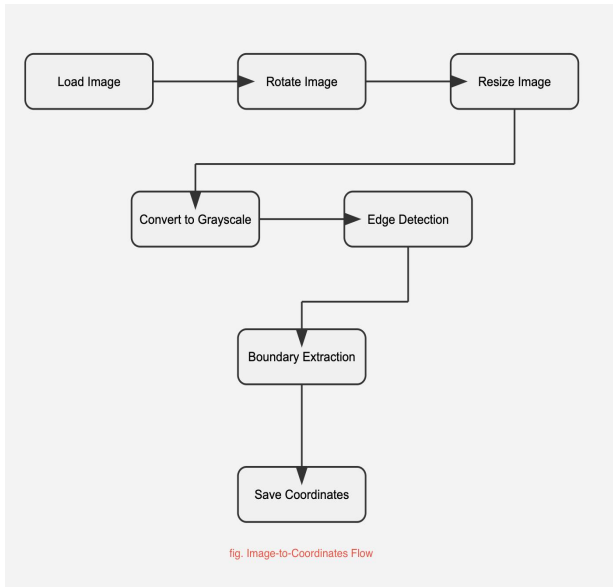 Load Image
Rotate Image
Resize Image
Convert to Grayscale
Edge Detection
Boundary Extraction
Save Coordinates
fig. Image-to-Coordinates Flow